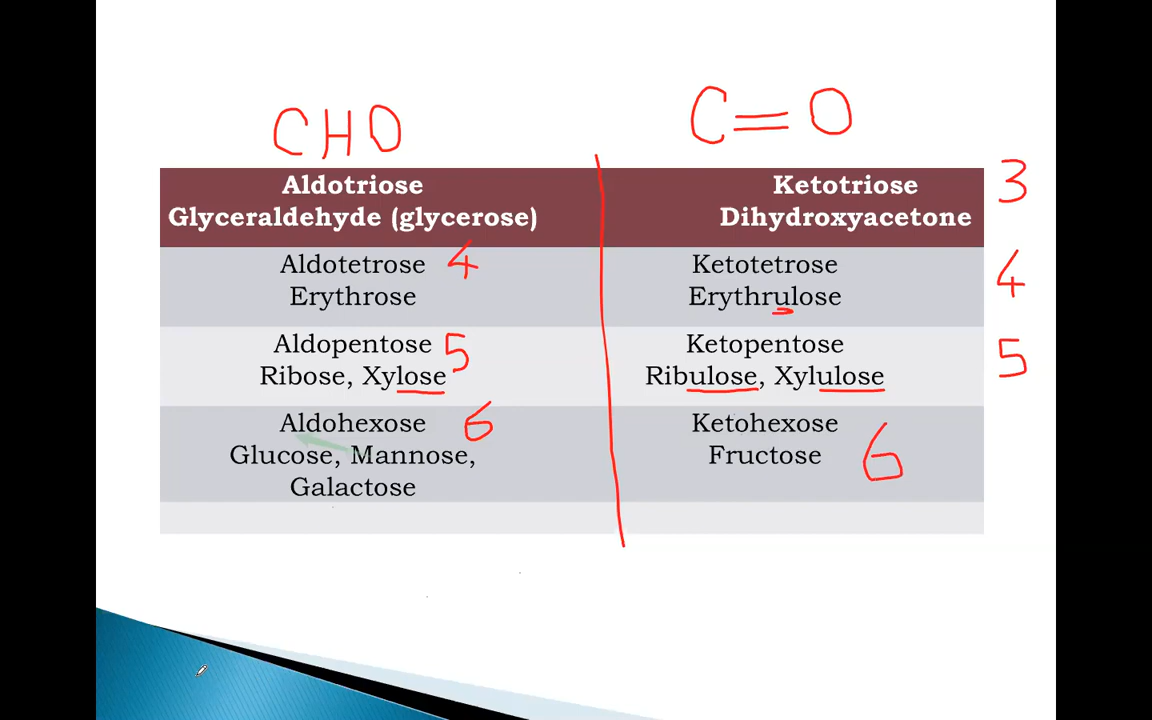 CHO
C=O
Aldotriose
Glyceraldehyde (glycerose)
Ketotriose
Dihydroxyacetone
3
Aldotetrose 4
Erythrose
Ketotetrose
Erythrulose
4
Aldopentose 5
Ribose, Xylose
Ketopentose
Ribulose, Xylulose
5
Aldohexose 6
Glucose, Mannose,
Galactose
Ketohexose
Fructose 6